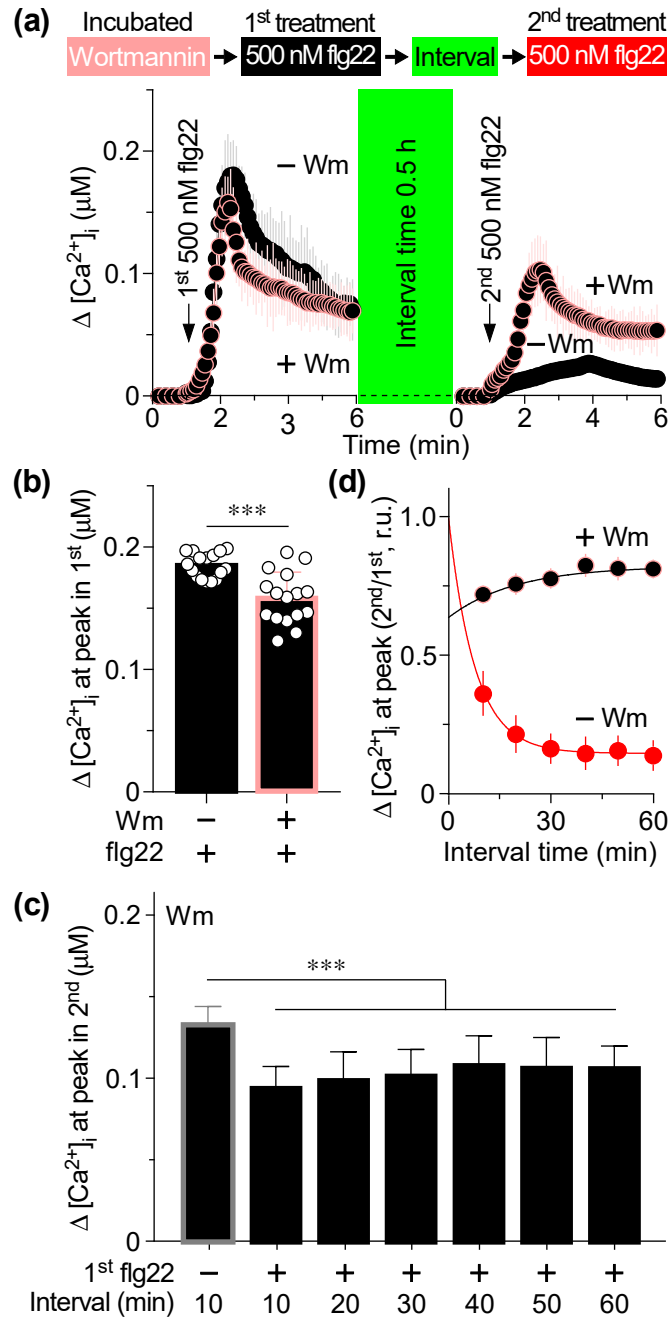 (a)
Incubated 1st treatment 2nd treatment
Wortmannin 500 nM flg22 Interval 500 nM flg22
Δ [Ca2+]i (μM)
0.2
0.1
0
1st 500 nM flg22
– Wm
+ Wm
Interval time 0.5 h
2nd 500 nM flg22
+ Wm
– Wm
0 2 3 6 0 2 4 6
Time (min)
(b)
Δ [Ca2+]i at peak in 1st (μM)
0.2
0.1
0
***
Wm – +
flg22 + +
(d)
Δ [Ca2+]i at peak (2nd/1st, r.u.)
1
0.5
0
+ Wm
– Wm
0 30 60
Interval time (min)
(c)
Δ [Ca2+]i at peak in 2nd (μM)
0.2
0.1
0
Wm
***
1st flg22 – + + + + + +
Interval (min) 10 10 20 30 40 50 60